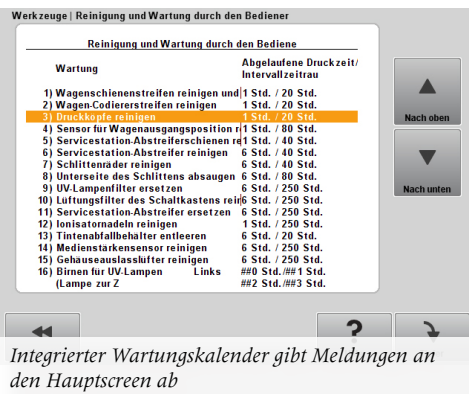 Werkzeuge | Reinigung und Wartung durch den Bediener
Reinigung und Wartung durch den Bediene
Wartung
Abgelaufene Druckzeit/
Intervallzeitrau
1) Wagenschienenstreifen reinigen und 1 Std. / 20 Std.
2) Wagen-Codiererstreifen reinigen 1 Std. / 20 Std.
3) Druckköpfe reinigen 1 Std. / 20 Std.
4) Sensor für Wagenausgangsposition r 1 Std. / 80 Std.
5) Servicestation-Abstreiferschienen re 1 Std. / 40 Std.
6) Servicestation-Abstreifer reinigen 6 Std. / 40 Std.
7) Schlittenräder reinigen 6 Std. / 40 Std.
8) Unterseite des Schlittens absaugen 6 Std. / 80 Std.
9) UV-Lampenfilter ersetzen 6 Std. / 250 Std.
10) Lüftungsfilter des Schaltkastens rein 6 Std. / 250 Std.
11) Servicestation-Abstreifer ersetzen 6 Std. / 250 Std.
12) Ionisatornadeln reinigen 1 Std. / 250 Std.
13) Tintenabfallbehälter entleeren 6 Std. / 20 Std.
14) Medienstärkensensor reinigen 6 Std. / 250 Std.
15) Gehäuseauslasslüfter reinigen 6 Std. / 250 Std.
16) Birnen für UV-Lampen Links ##0 Std./##1 Std.
(Lampe zur Z ##2 Std./##3 Std.
Nach oben
Nach unten
?
Integrierter Wartungskalender gibt Meldungen an
den Hauptscreen ab